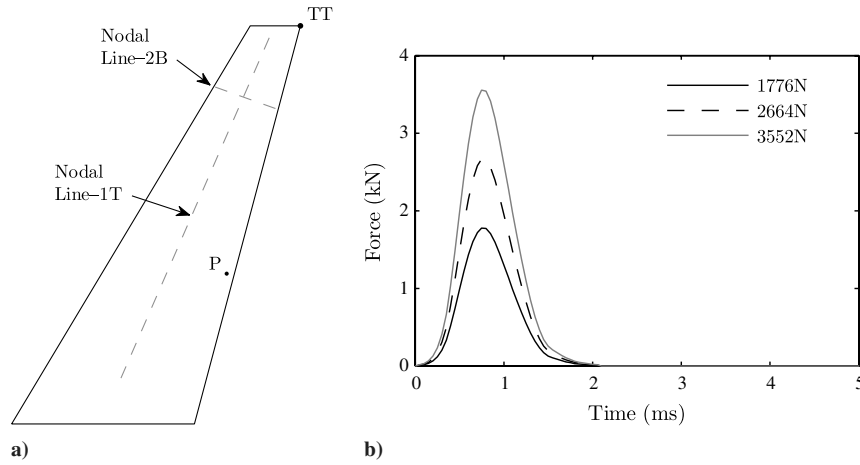 TT
Nodal
Line–2B
Nodal
Line–1T
P
a)
4
3
2
1
0
Force (kN)
1776N
2664N
3552N
0 1 2 3 4 5
Time (ms)
b)